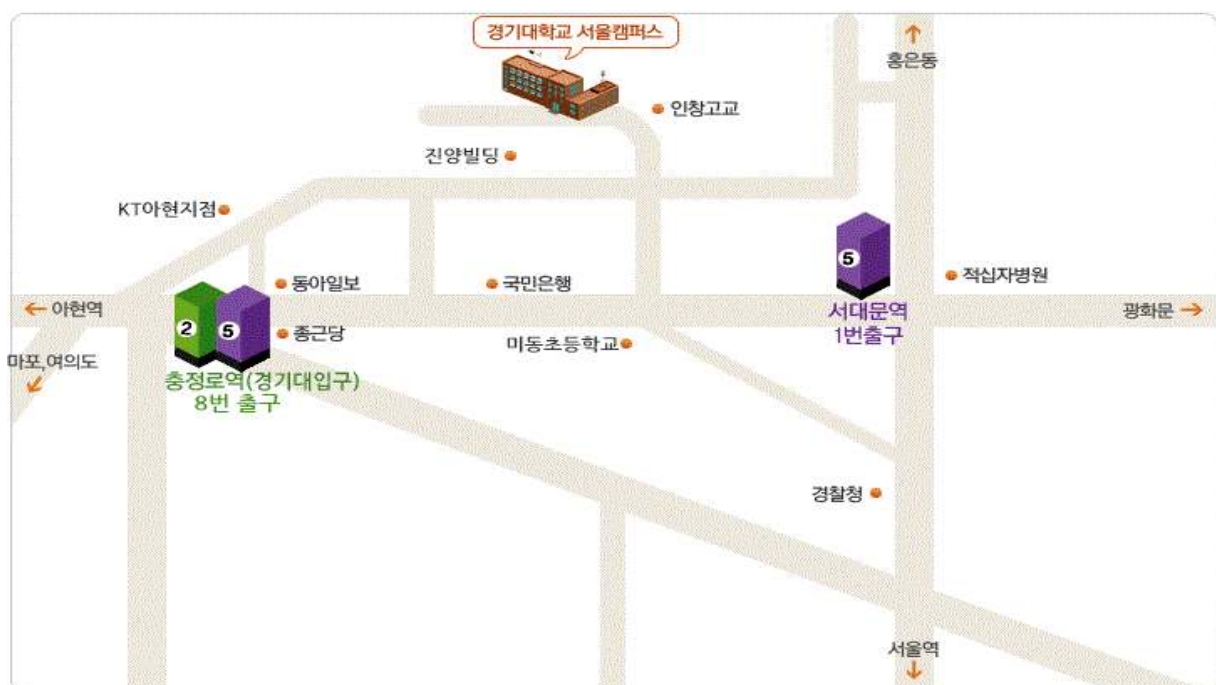 경기대학교 서울캠퍼스
홍은동
인창고교
진양빌딩
KT아현지점
5
동아일보
국민은행
적십자병원
← 아현역
2
5
종근당
미동초등학교
서대문역
1번출구
광화문 →
마포,여의도
충정로역(경기대입구)
8번 출구
경찰청
서울역